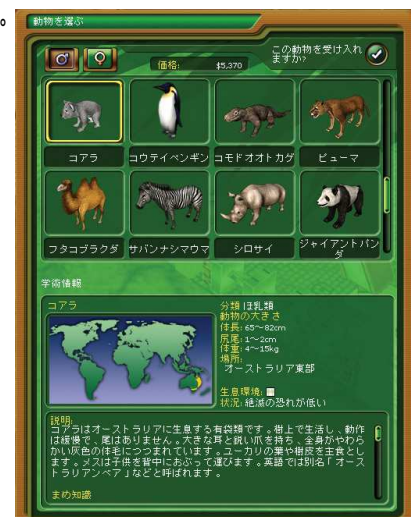 。
動物を選ぶ
この動物を受け入れ
ますか?
価格: $5,370
コアラ コウテイペンギン コモドオオトカゲ ピューマ
フタコブラクダ サバンナシマウマ シロサイ ジャイアントパン
ダ
学術情報
コアラ
分類 ほ乳類
動物の大きさ
体長: 65~82cm
尻尾: 1~2cm
体重: 4~15kg
場所:
オーストラリア東部
生息環境:
状況: 絶滅の恐れが低い
説明:
コアラはオーストラリアに生息する有袋類です。樹上で生活し、動作
は緩慢で、尾はありません。大きな耳と鋭い爪を持ち、全身がやわら
かい灰色の体毛につつまれています。ユーカリの葉や樹皮を主食とし
ます。メスは子供を背中におぶって運びます。英語では別名「オース
トラリアンベア」などと呼ばれます。
まめ知識